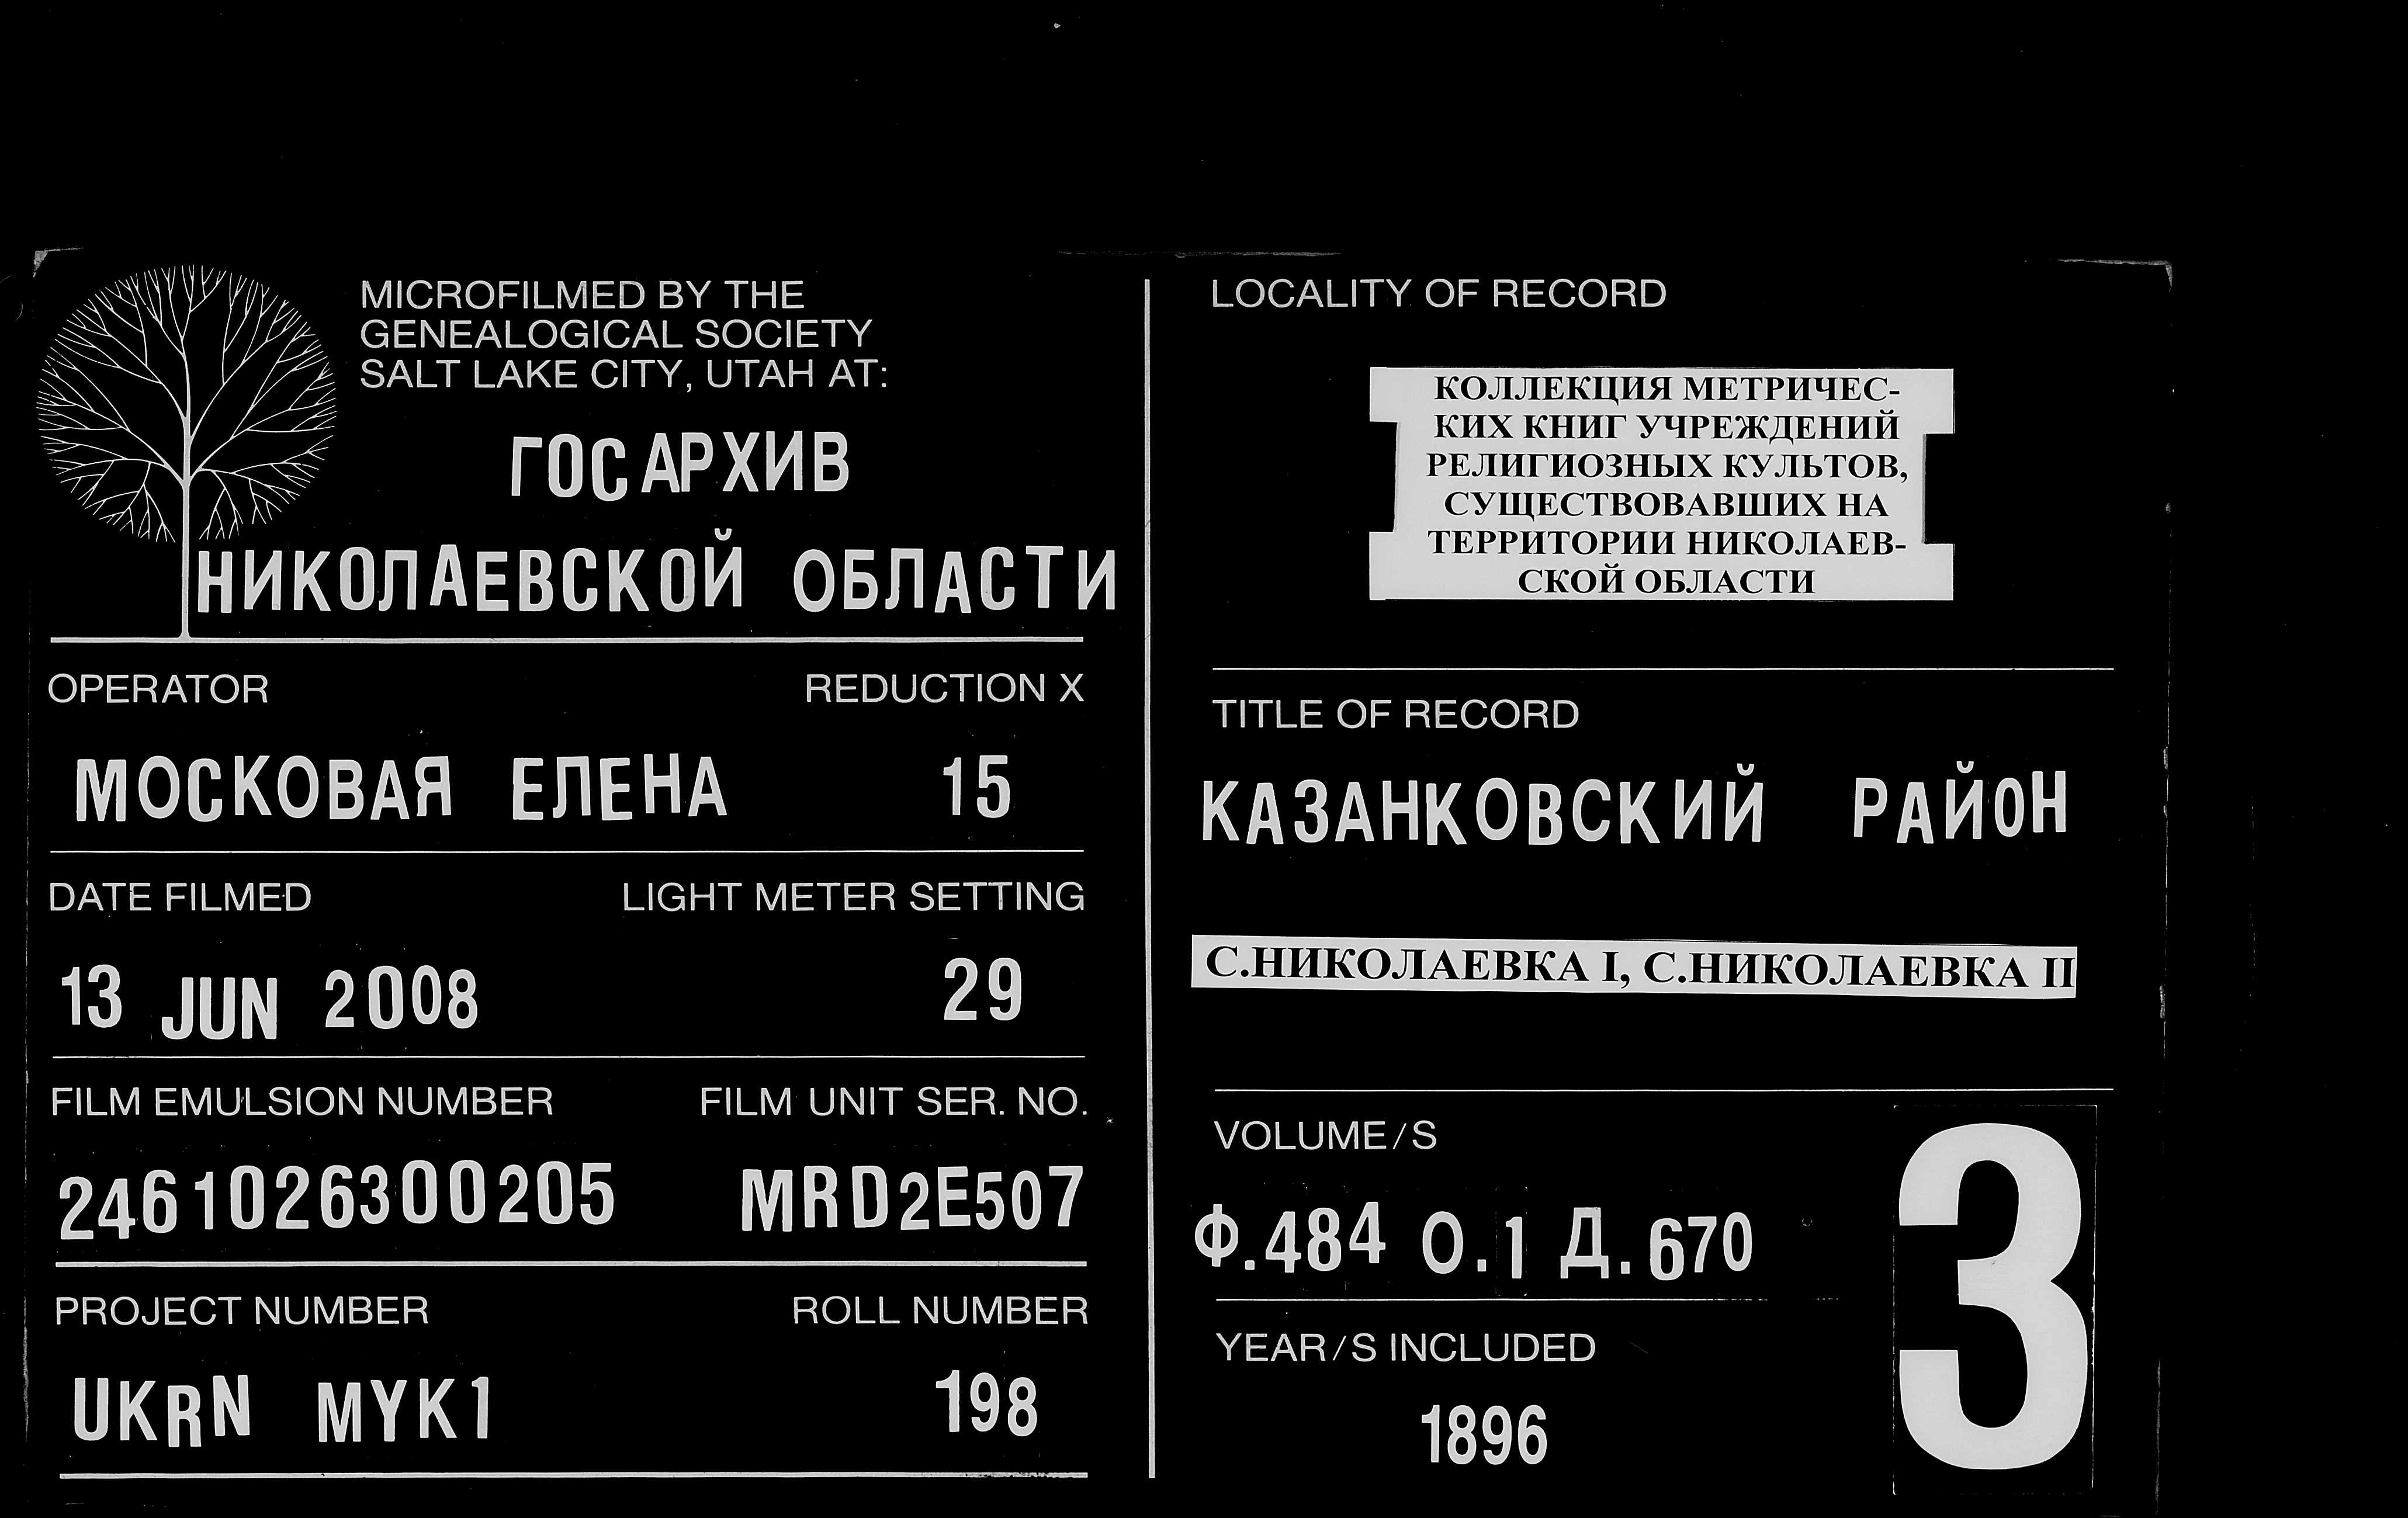 MICROFILMED BY THE
GENEALOGICAL SOCIETY
SALT LAKE CITY, UTAH AT:
ГОСАРХИВ
НИКОЛАЕВСКОЙ ОБЛАСТИ
OPERATOR REDUCTION X
МОСКОВАЯ ЕЛЕНА 15
DATE FILMED LIGHT METER SETTING
13 JUN 2008 29
FILM EMULSION NUMBER FILM UNIT SER. NO.
2461026300205 MRD2E507
PROJECT NUMBER ROLL NUMBER
UKRN MYK1 198
LOCALITY OF RECORD
КОЛЛЕКЦИЯ МЕТРИЧЕС-
КИХ КНИГ УЧРЕЖДЕНИЙ
РЕЛИГИОЗНЫХ КУЛЬТОВ,
СУЩЕСТВОВАВШИХ НА
ТЕРРИТОРИИ НИКОЛАЕВ-
СКОЙ ОБЛАСТИ
TITLE OF RECORD
КАЗАНКОВСКИЙ РАЙОН
С.НИКОЛАЕВКА I, С.НИКОЛАЕВКА II
VOLUME/S
Ф.484 О.1 Д.670
YEAR/S INCLUDED
1896
3